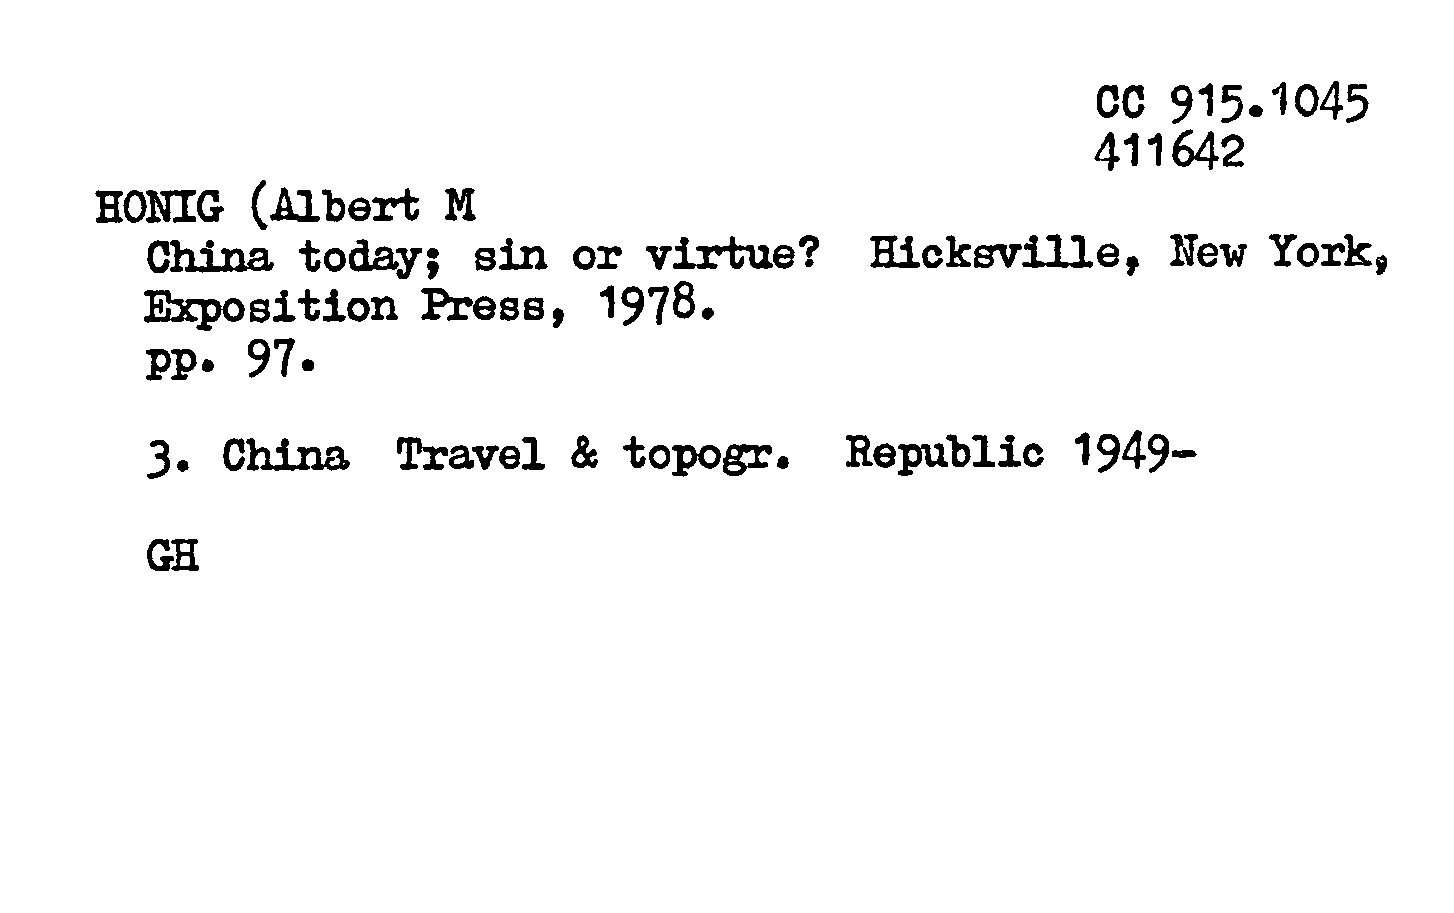 CC 915.1045
411642
HONIG (Albert M
China today; sin or virtue? Hicksville, New York,
Exposition Press, 1978.
pp. 97.
3. China Travel & topogr. Republic 1949-
GH